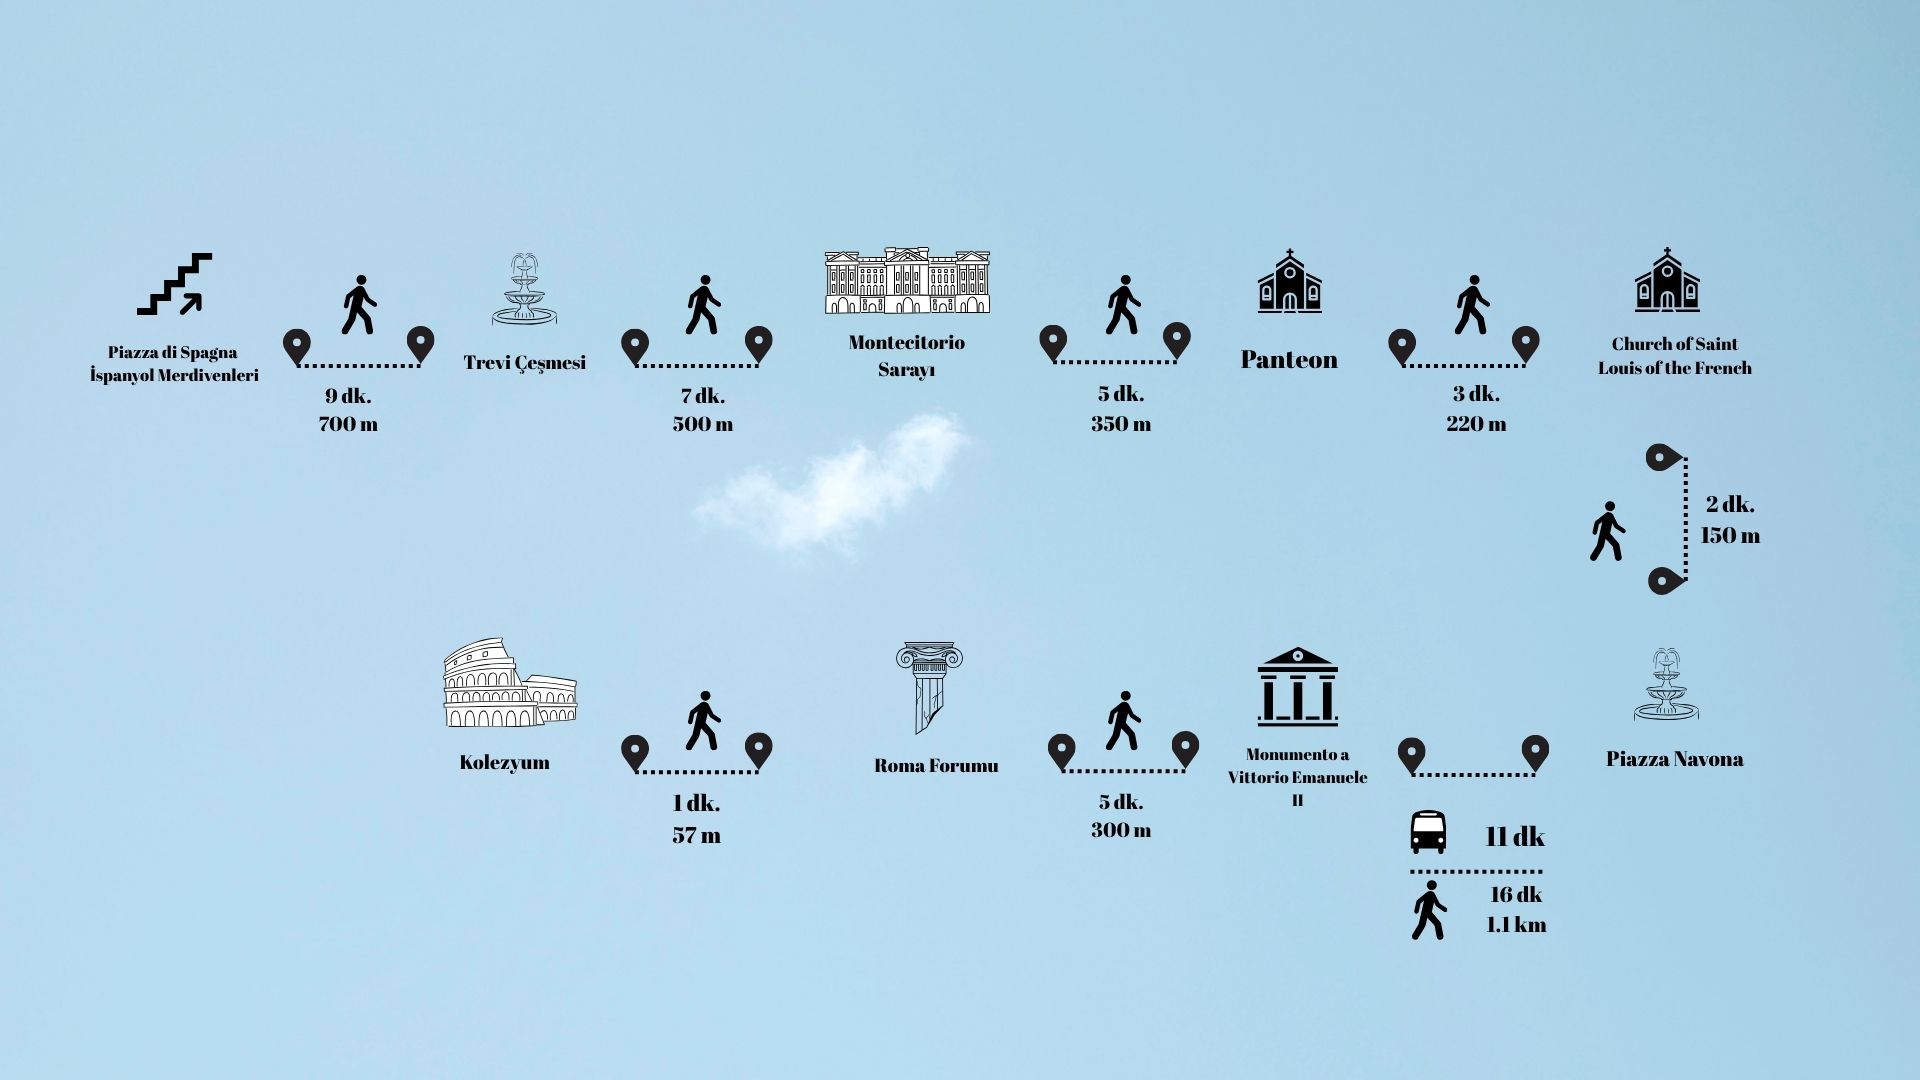 Piazza di Spagna
İspanyol Merdivenleri
9 dk.
700 m
Trevi Çeşmesi
7 dk.
500 m
Montecitorio
Sarayı
5 dk.
350 m
Panteon
3 dk.
220 m
Church of Saint
Louis of the French
2 dk.
150 m
Piazza Navona
11 dk
16 dk
1.1 km
Monumento a
Vittorio Emanuele
II
5 dk.
300 m
Roma Forumu
1 dk.
57 m
Kolezyum